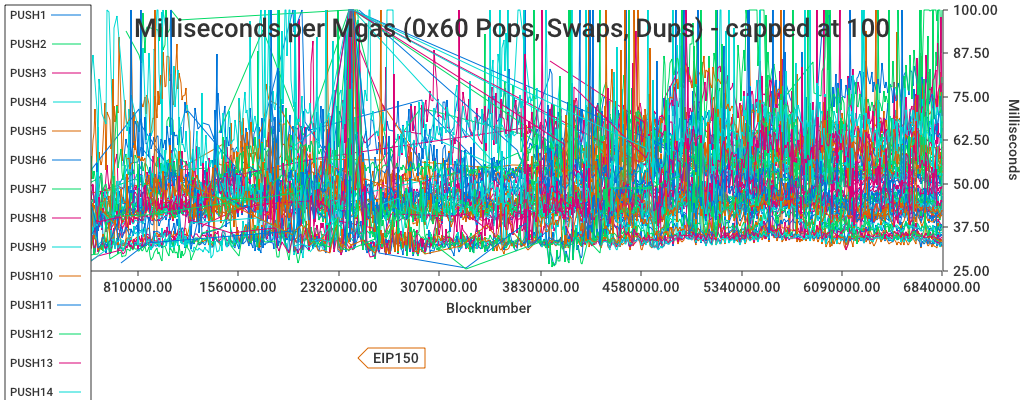 Milliseconds per Mgas (0x60 Pops, Swaps, Dups) - capped at 100
PUSH1
PUSH2
PUSH3
PUSH4
PUSH5
PUSH6
PUSH7
PUSH8
PUSH9
PUSH10
PUSH11
PUSH12
PUSH13
PUSH14
100.00
87.50
75.00
62.50
50.00
37.50
25.00
Milliseconds
810000.00 1560000.00 2320000.00 3070000.00 3830000.00 4580000.00 5340000.00 6090000.00 6840000.00
Blocknumber
EIP150